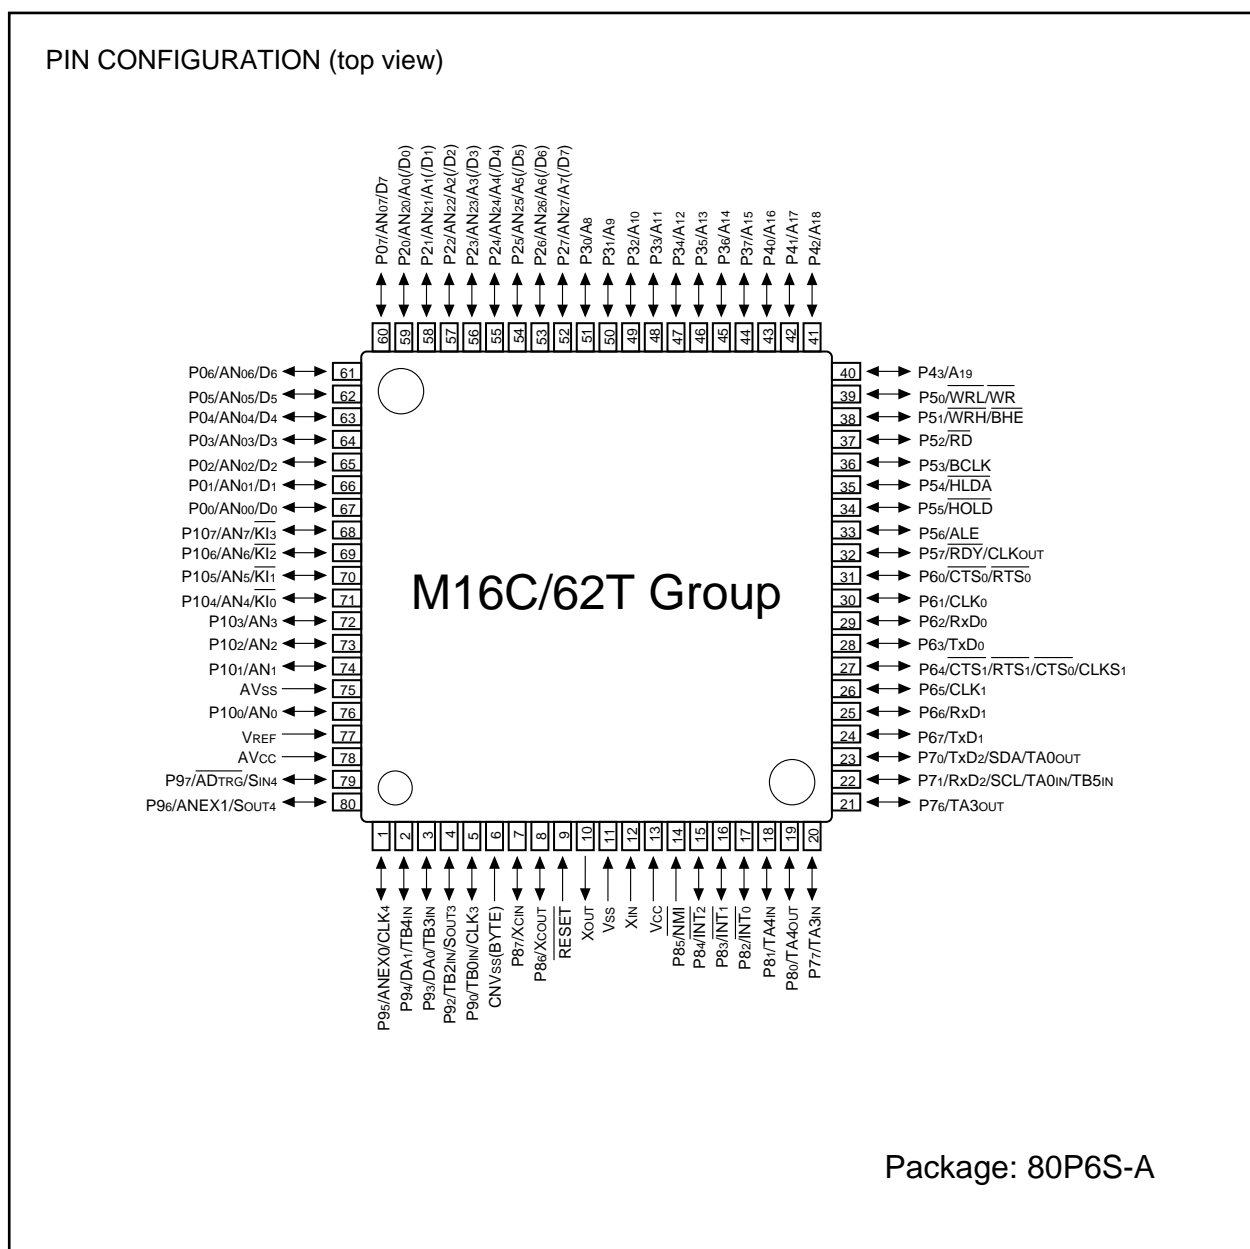 PIN CONFIGURATION (top view)
P07/AN07/D7
P20/AN20/A0(/D0)
P21/AN21/A1(/D1)
P22/AN22/A2(/D2)
P23/AN23/A3(/D3)
P24/AN24/A4(/D4)
P25/AN25/A5(/D5)
P26/AN26/A6(/D6)
P27/AN27/A7(/D7)
P30/A8
P31/A9
P32/A10
P33/A11
P34/A12
P35/A13
P36/A14
P37/A15
P40/A16
P41/A17
P42/A18
60 59 58 57 56 55 54 53 52 51 50 49 48 47 46 45 44 43 42 41
P06/AN06/D6 61
P05/AN05/D5 62
P04/AN04/D4 63
P03/AN03/D3 64
P02/AN02/D2 65
P01/AN01/D1 66
P00/AN00/D0 67
P107/AN7/KI3 68
P106/AN6/KI2 69
P105/AN5/KI1 70
P104/AN4/KI0 71
P103/AN3 72
P102/AN2 73
P101/AN1 74
AVSS 75
P100/AN0 76
VREF 77
AVCC 78
P97/ADTRG/SIN4 79
P96/ANEX1/SOUT4 80
M16C/62T Group
40 P43/A19
39 P50/WRL/WR
38 P51/WRH/BHE
37 P52/RD
36 P53/BCLK
35 P54/HLDA
34 P55/HOLD
33 P56/ALE
32 P57/RDY/CLKOUT
31 P60/CTS0/RTS0
30 P61/CLK0
29 P62/RxD0
28 P63/TxD0
27 P64/CTS1/RTS1/CTS0/CLKS1
26 P65/CLK1
25 P66/RxD1
24 P67/TxD1
23 P70/TxD2/SDA/TA0OUT
22 P71/RxD2/SCL/TA0IN/TB5IN
21 P76/TA3OUT
1 2 3 4 5 6 7 8 9 10 11 12 13 14 15 16 17 18 19 20
P95/ANEX0/CLK4
P94/DA1/TB4IN
P93/DA0/TB3IN
P92/TB2IN/SOUT3
P90/TB0IN/CLK3
CNVSS(BYTE)
P87/XCIN
P86/XCOUT
RESET
XOUT
VSS
XIN
VCC
P85/NMI
P84/INT2
P83/INT1
P82/INT0
P81/TA4IN
P80/TA4OUT
P77/TA3IN
Package: 80P6S-A